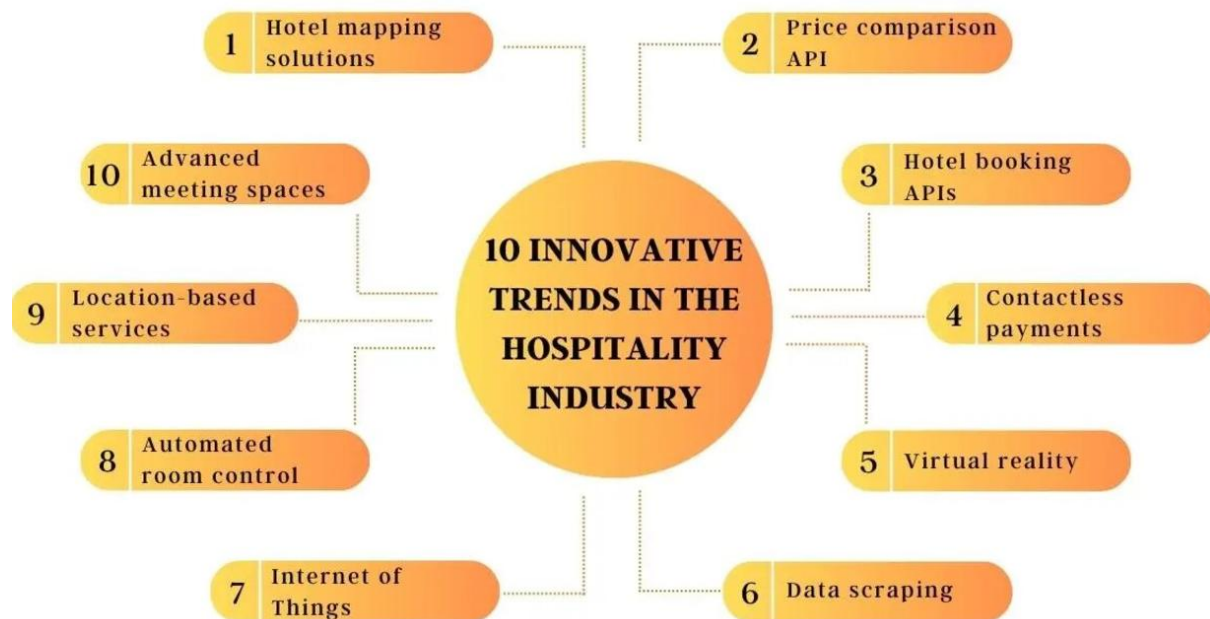 10 INNOVATIVE
TRENDS IN THE
HOSPITALITY
INDUSTRY
1
Hotel mapping
solutions
2
Price comparison
API
3
Hotel booking
APIs
4
Contactless
payments
5
Virtual reality
6
Data scraping
7
Internet of
Things
8
Automated
room control
9
Location-based
services
10
Advanced
meeting spaces